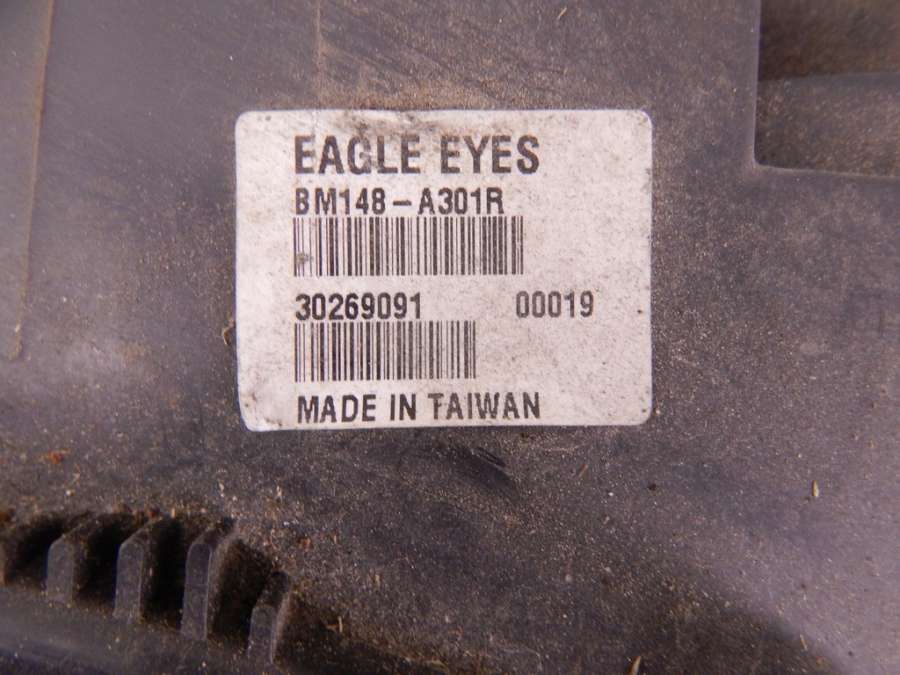 EAGLE EYES
BM148-A301R
30269091 00019
MADE IN TAIWAN